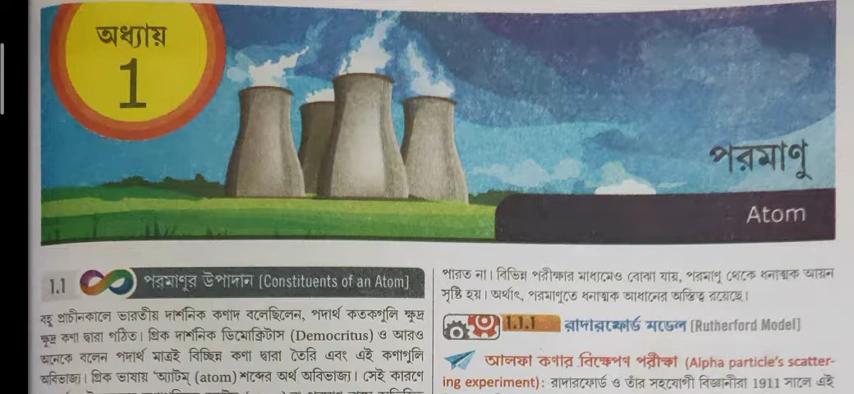 অধ্যায়
1
পরমাণু
Atom
1.1 পরমাণুর উপাদান [Constituents of an Atom]
বহু প্রাচীনকালে ভারতীয় দার্শনিক কণাদ বলেছিলেন, পদার্থ কতকগুলি ক্ষুদ্র
ক্ষুদ্র কণা দ্বারা গঠিত। গ্রিক দার্শনিক ডিমোক্রিটাস (Democritus) ও আরও
অনেকে বলেন পদার্থ মাত্রই বিচ্ছিন্ন কণা দ্বারা তৈরি এবং এই কণাগুলি
অবিভাজ্য। গ্রিক ভাষায় 'অ্যাটম্ (atom) শব্দের অর্থ অবিভাজ্য। সেই কারণে
পারত না। বিভিন্ন পরীক্ষার মাধ্যমেও বোঝা যায়, পরমাণু থেকে ধনাত্মক আয়ন
সৃষ্টি হয়। অর্থাৎ, পরমাণুতে ধনাত্মক আধানের অস্তিত্ব রয়েছে।
1.1.1 রাদারফোর্ড মডেল [Rutherford Model]
আলফা কণার বিক্ষেপণ পরীক্ষা (Alpha particle's scatter-
ing experiment): রাদারফোর্ড ও তাঁর সহযোগী বিজ্ঞানীরা 1911 সালে এই